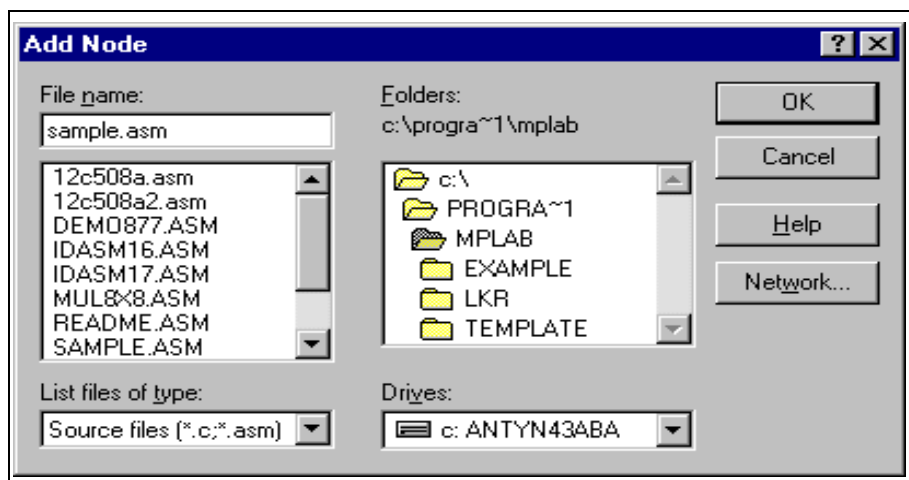 Add Node
File name:
sample.asm
12c508a.asm
12c508a2.asm
DEMO877.ASM
IDASM16.ASM
IDASM17.ASM
MUL8X8.ASM
README.ASM
SAMPLE.ASM
List files of type:
Source files (*.c;*.asm)
Folders:
c:\progra~1\mplab
c:\
PROGRA~1
MPLAB
EXAMPLE
LKR
TEMPLATE
Drives:
c: ANTYN43ABA
OK
Cancel
Help
Network...